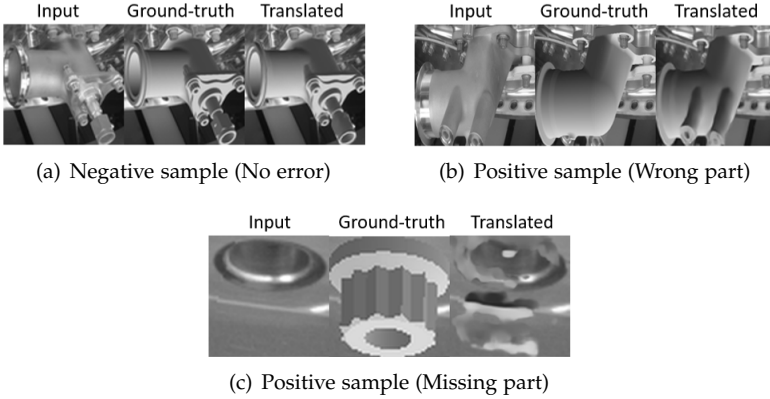 Input Ground-truth Translated
(a) Negative sample (No error)
Input Ground-truth Translated
(b) Positive sample (Wrong part)
Input Ground-truth Translated
(c) Positive sample (Missing part)